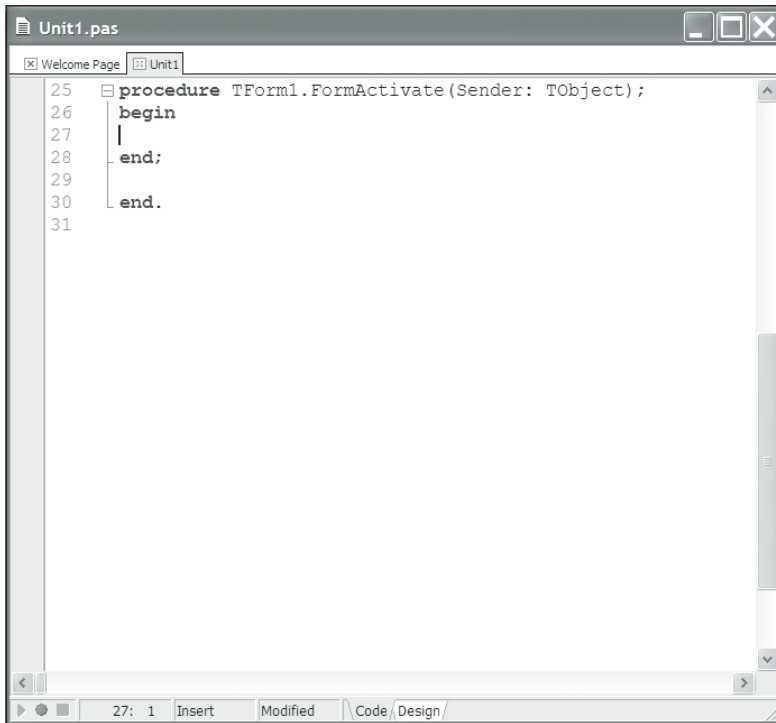 Unit1.pas
Welcome Page Unit1
25 procedure TForm1.FormActivate(Sender: TObject);
26 begin
27
28 end;
29
30 end.
31
27: 1 Insert Modified Code Design